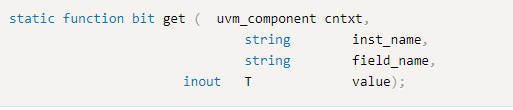 static function bit get (  uvm_component cntxt,
string inst_name,
string field_name,
inout T value);